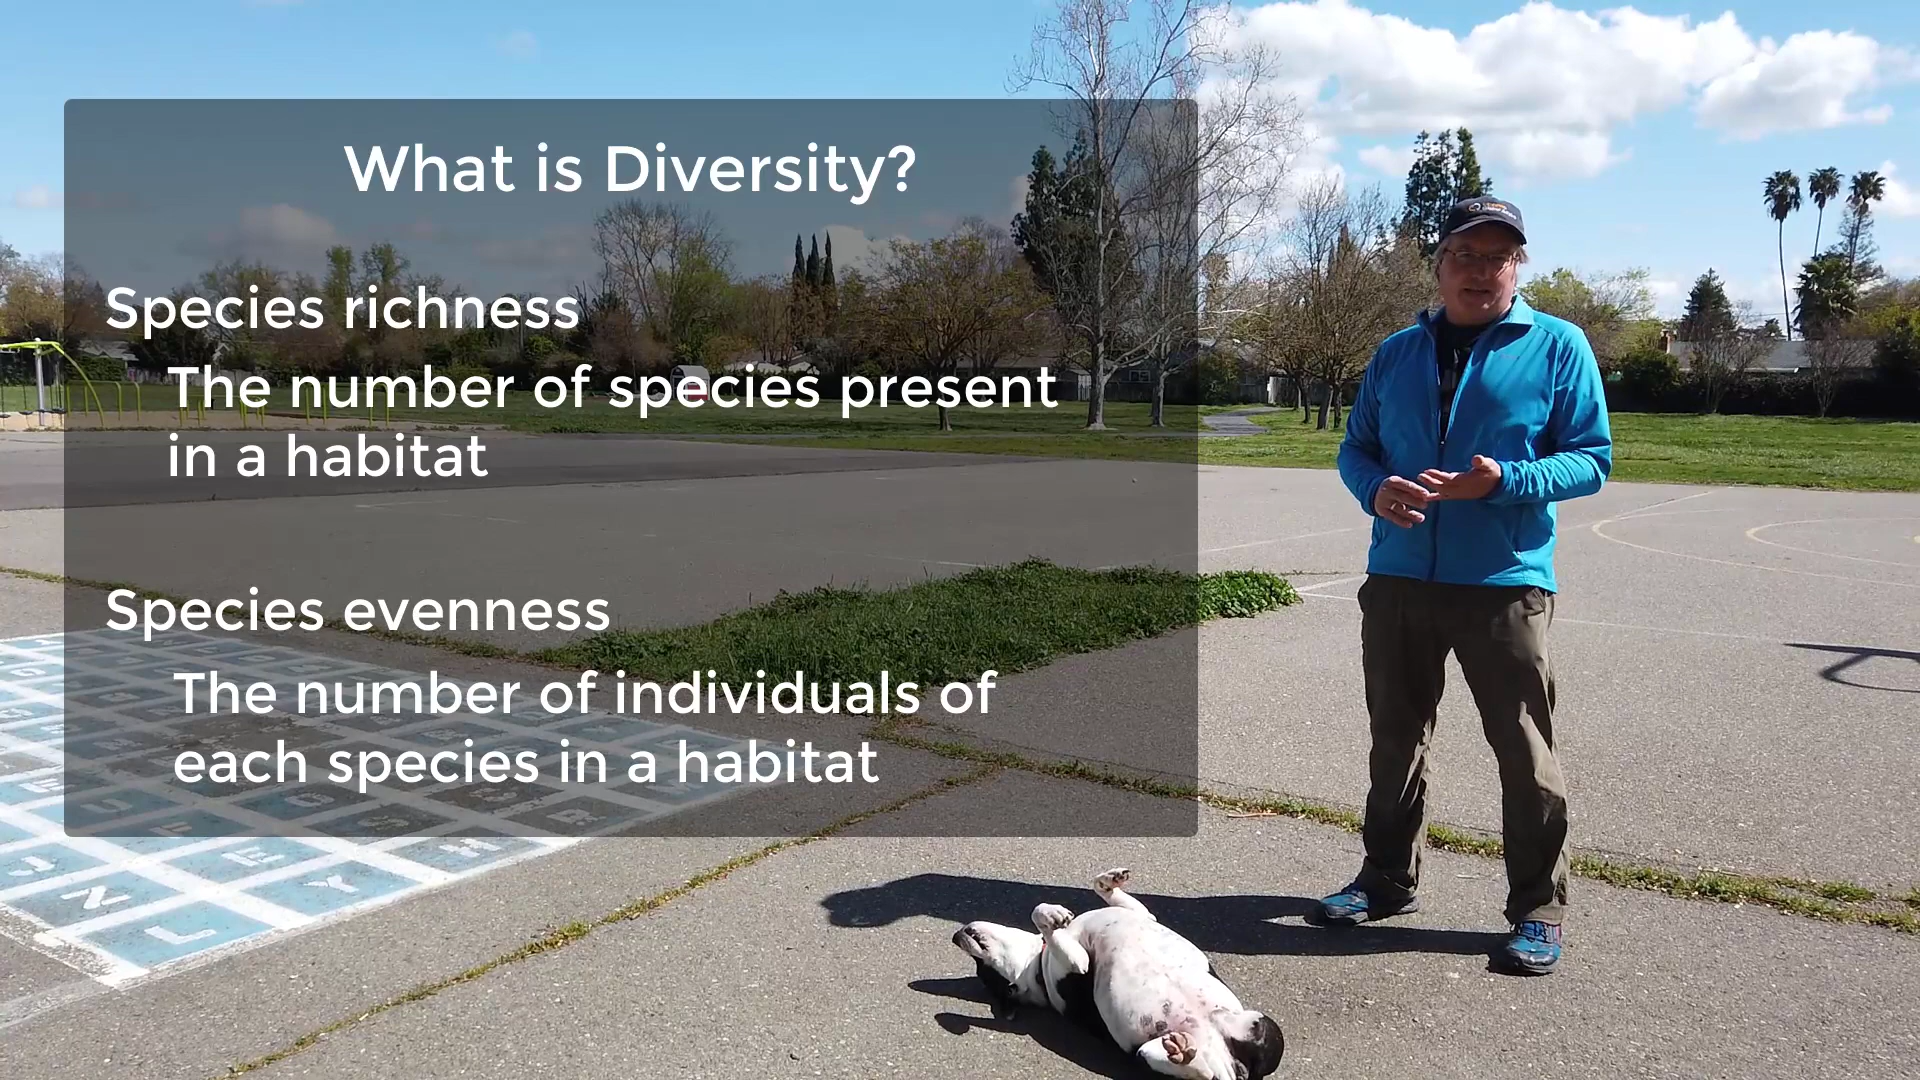 What is Diversity?
Species richness
The number of species present
in a habitat
Species evenness
The number of individuals of
each species in a habitat
J F E H
N Y
L